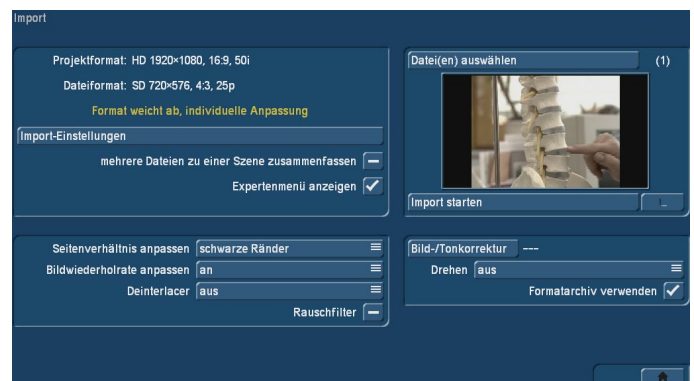 Import
Projektformat: HD 1920×1080, 16:9, 50i
Dateiformat: SD 720×576, 4:3, 25p
Format weicht ab, individuelle Anpassung
Import-Einstellungen
mehrere Dateien zu einer Szene zusammenfassen
Expertenmenü anzeigen
Datei(en) auswählen (1)
Import starten
Seitenverhältnis anpassen schwarze Ränder
Bildwiederholrate anpassen an
Deinterlacer aus
Rauschfilter
Bild-/Tonkorrektur ---
Drehen aus
Formatarchiv verwenden